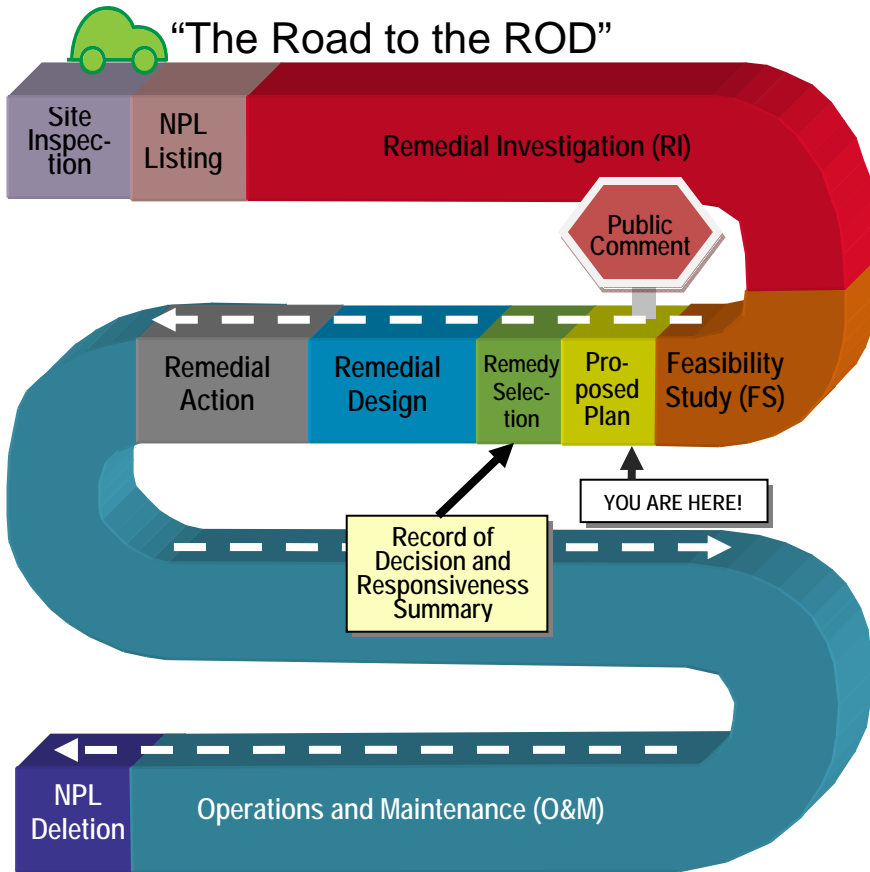 “The Road to the ROD”
Site
Inspec-
tion
NPL
Listing
Remedial Investigation (RI)
Public
Comment
Remedial
Action
Remedial
Design
Remedy
Selec-
tion
Pro-
posed
Plan
Feasibility
Study (FS)
YOU ARE HERE!
Record of
Decision and
Responsiveness
Summary
NPL
Deletion
Operations and Maintenance (O&M)